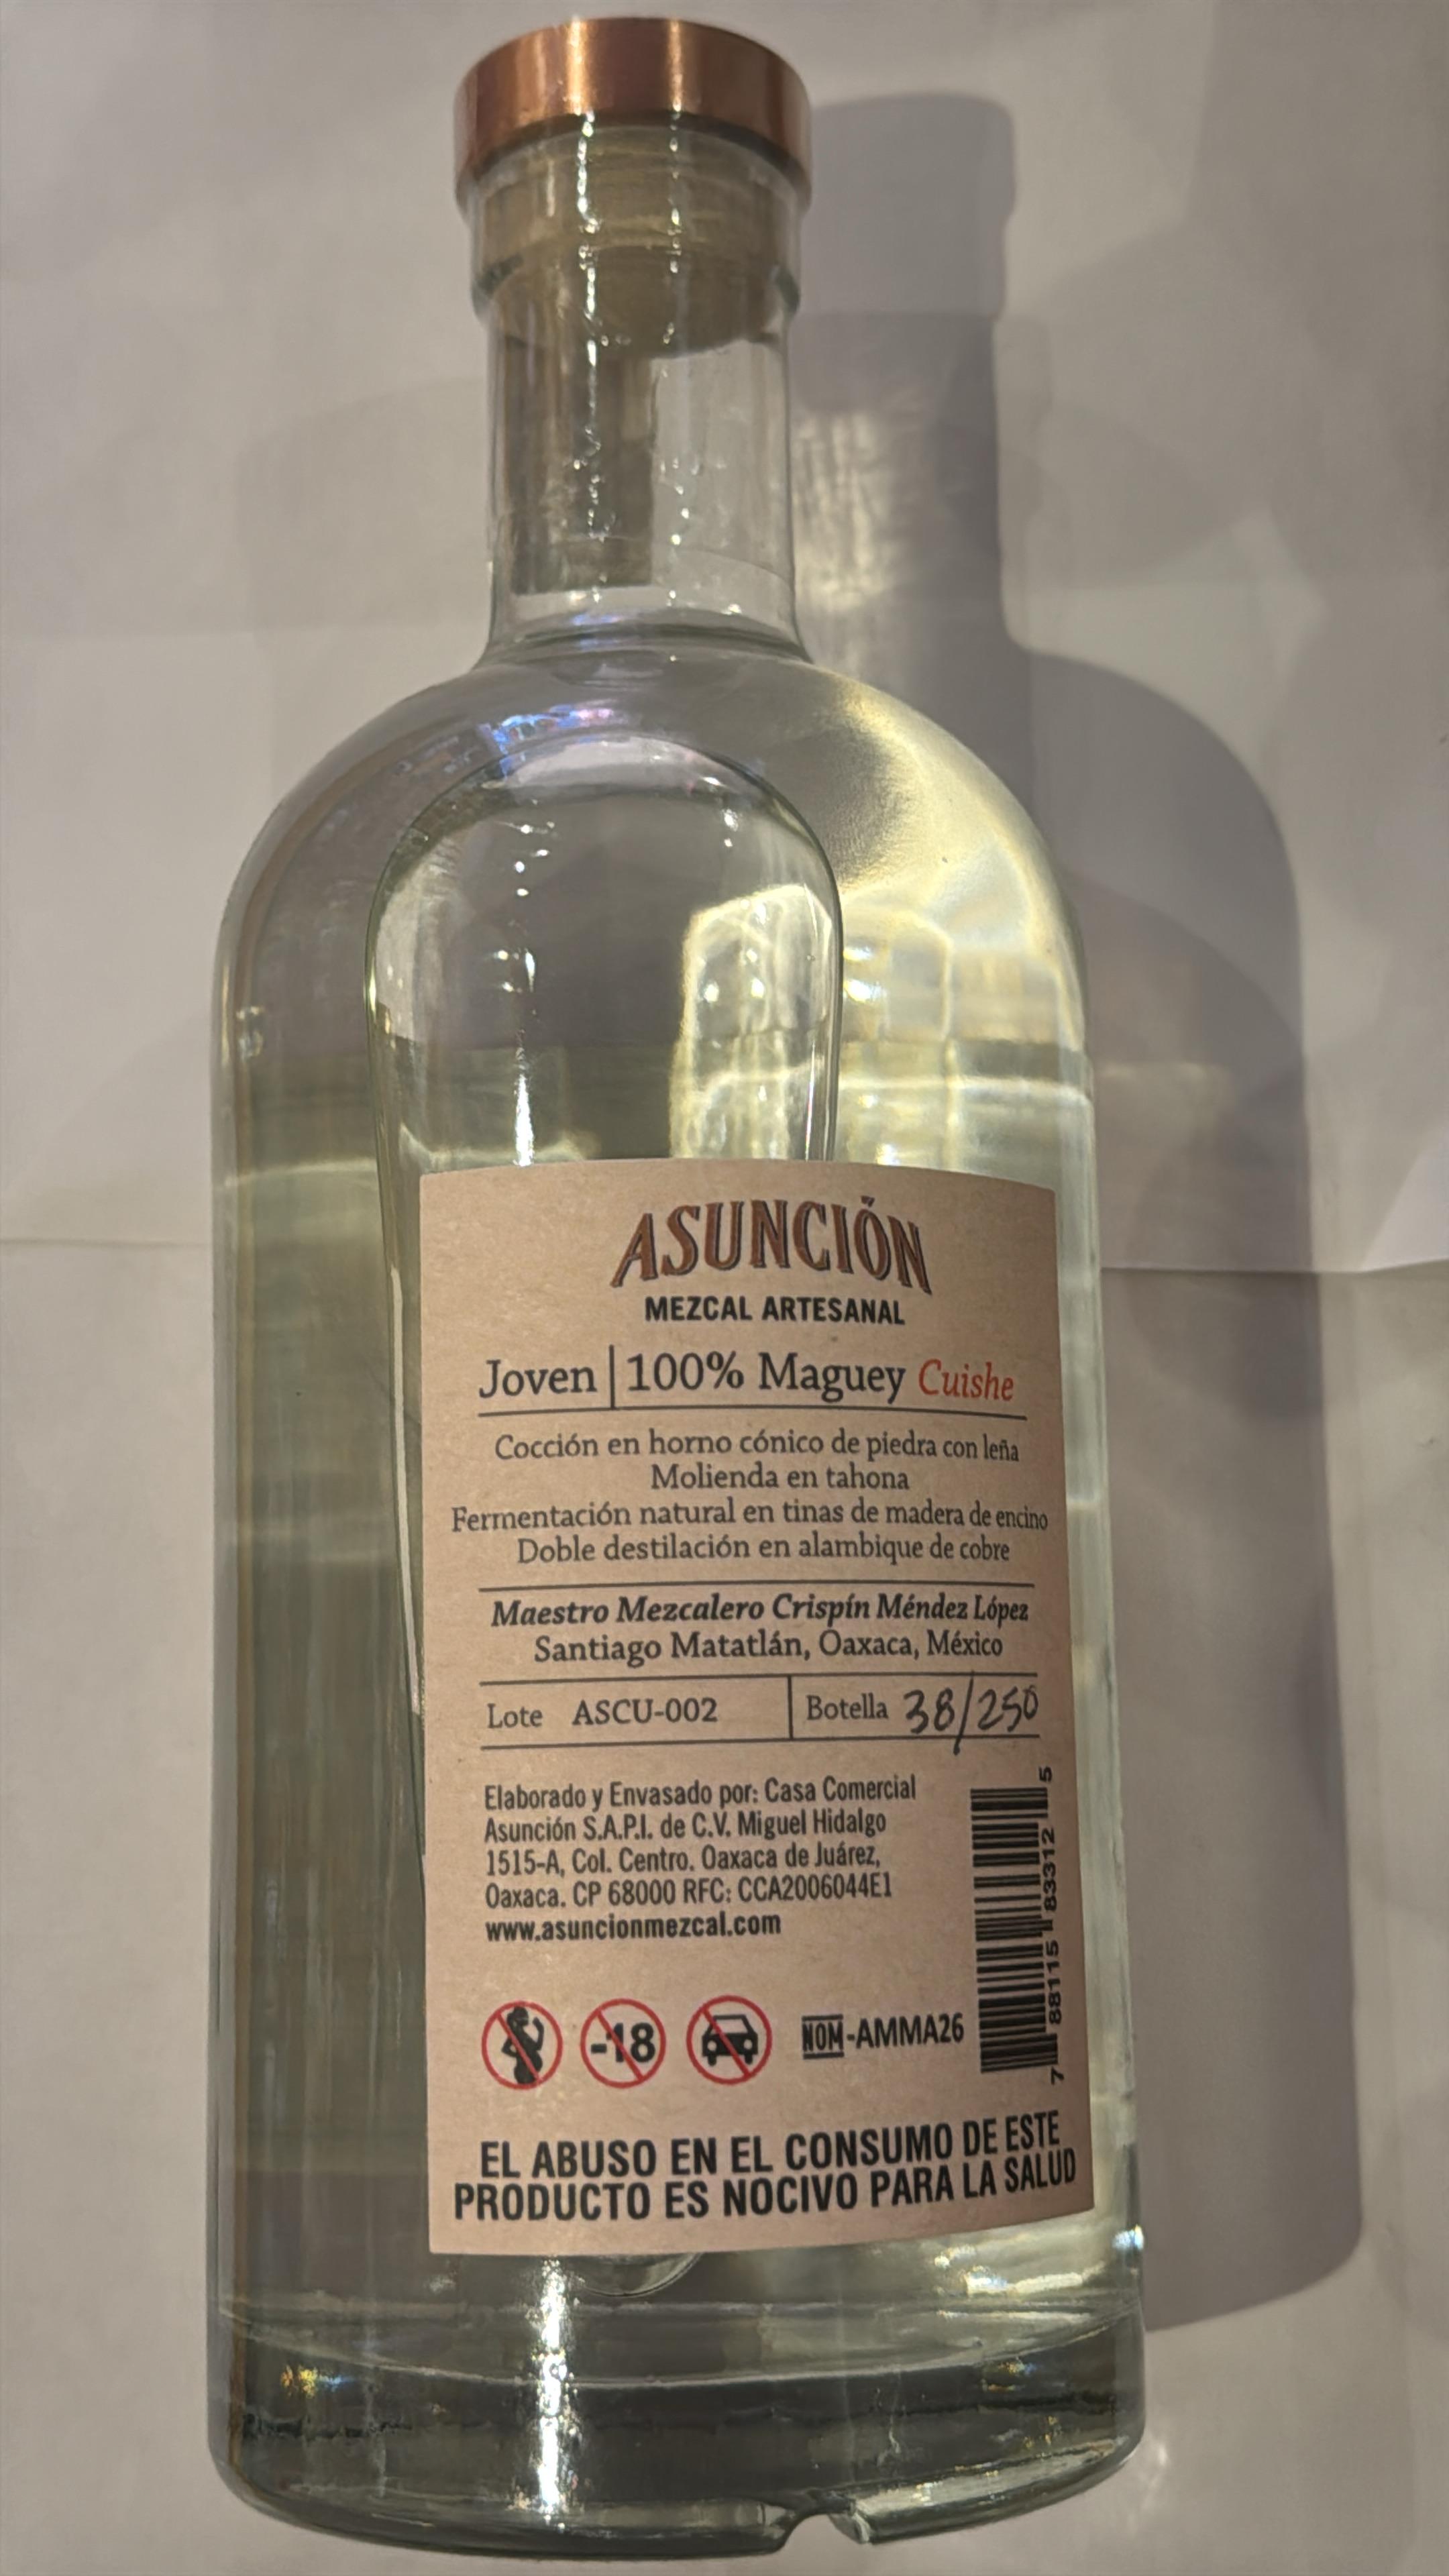 ASUNCIÓN
MEZCAL ARTESANAL
Joven | 100% Maguey Cuishe
Cocción en horno cónico de piedra con leña
Molienda en tahona
Fermentación natural en tinas de madera de encino
Doble destilación en alambique de cobre
Maestro Mezcalero Crispín Méndez López
Santiago Matatlán, Oaxaca, México
Lote ASCU-002 Botella 38/250
Elaborado y Envasado por: Casa Comercial
Asunción S.A.P.I. de C.V. Miguel Hidalgo
1515-A, Col. Centro. Oaxaca de Juárez,
Oaxaca. CP 68000 RFC: CCA2006044E1
www.asuncionmezcal.com
7 88115 83312 5
-18
NOM-AMMA26
EL ABUSO EN EL CONSUMO DE ESTE
PRODUCTO ES NOCIVO PARA LA SALUD